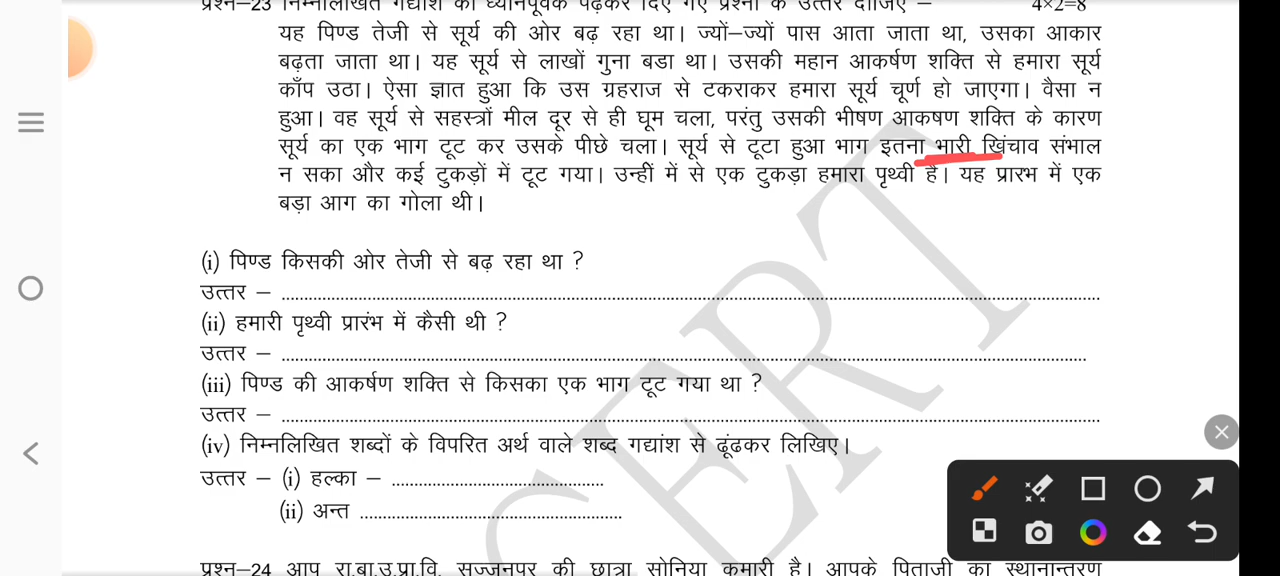 प्रश्न–23 निम्नलिखित गद्यांश को ध्यानपूर्वक पढ़कर दिए गए प्रश्नों के उत्तर दीजिए – 4×2=8
यह पिण्ड तेजी से सूर्य की ओर बढ़ रहा था। ज्यों–ज्यों पास आता जाता था, उसका आकार
बढ़ता जाता था। यह सूर्य से लाखों गुना बडा था। उसकी महान आकर्षण शक्ति से हमारा सूर्य
काँप उठा। ऐसा ज्ञात हुआ कि उस ग्रहराज से टकराकर हमारा सूर्य चूर्ण हो जाएगा। वैसा न
हुआ। वह सूर्य से सहस्त्रों मील दूर से ही घूम चला, परंतु उसकी भीषण आकषण शक्ति के कारण
सूर्य का एक भाग टूट कर उसके पीछे चला। सूर्य से टूटा हुआ भाग इतना भारी खिंचाव संभाल
न सका और कई टुकड़ों में टूट गया। उन्हीं में से एक टुकड़ा हमारा पृथ्वी है। यह प्रारभ में एक
बड़ा आग का गोला थी।
(i) पिण्ड किसकी ओर तेजी से बढ़ रहा था ?
उत्तर – ..........................................................
(ii) हमारी पृथ्वी प्रारंभ में कैसी थी ?
उत्तर – ..........................................................
(iii) पिण्ड की आकर्षण शक्ति से किसका एक भाग टूट गया था ?
उत्तर – ..........................................................
(iv) निम्नलिखित शब्दों के विपरित अर्थ वाले शब्द गद्यांश से ढूंढकर लिखिए।
उत्तर – (i) हल्का – ..............................
(ii) अन्त ..............................
प्रश्न–24 आप रा.बा.उ.प्रा.वि. सज्जनपुर की छात्रा सोनिया कुमारी है। आपके पिताजी का स्थानान्तरण
CERT